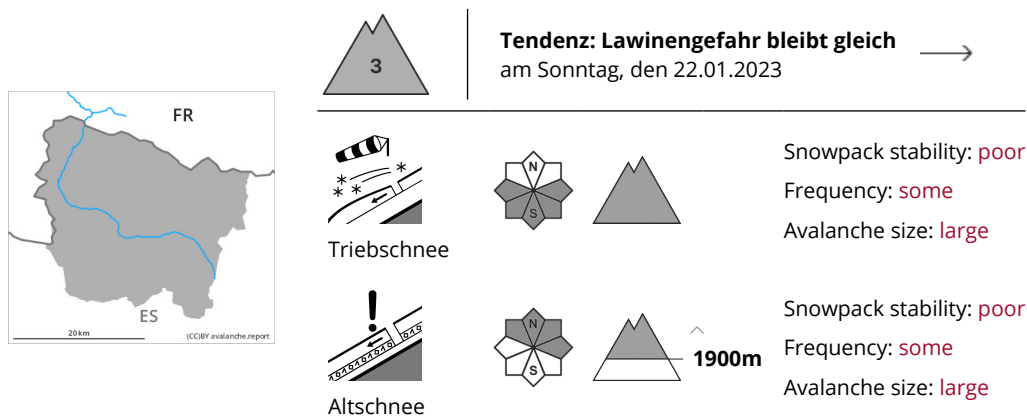 3
Tendenz: Lawinengefahr bleibt gleich
am Sonntag, den 22.01.2023
FR
ES
20 km
(CC)BY avalanche.report
Triebschnee
N
S
Snowpack stability: poor
Frequency: some
Avalanche size: large
Altschnee
N
S
1900m
Snowpack stability: poor
Frequency: some
Avalanche size: large